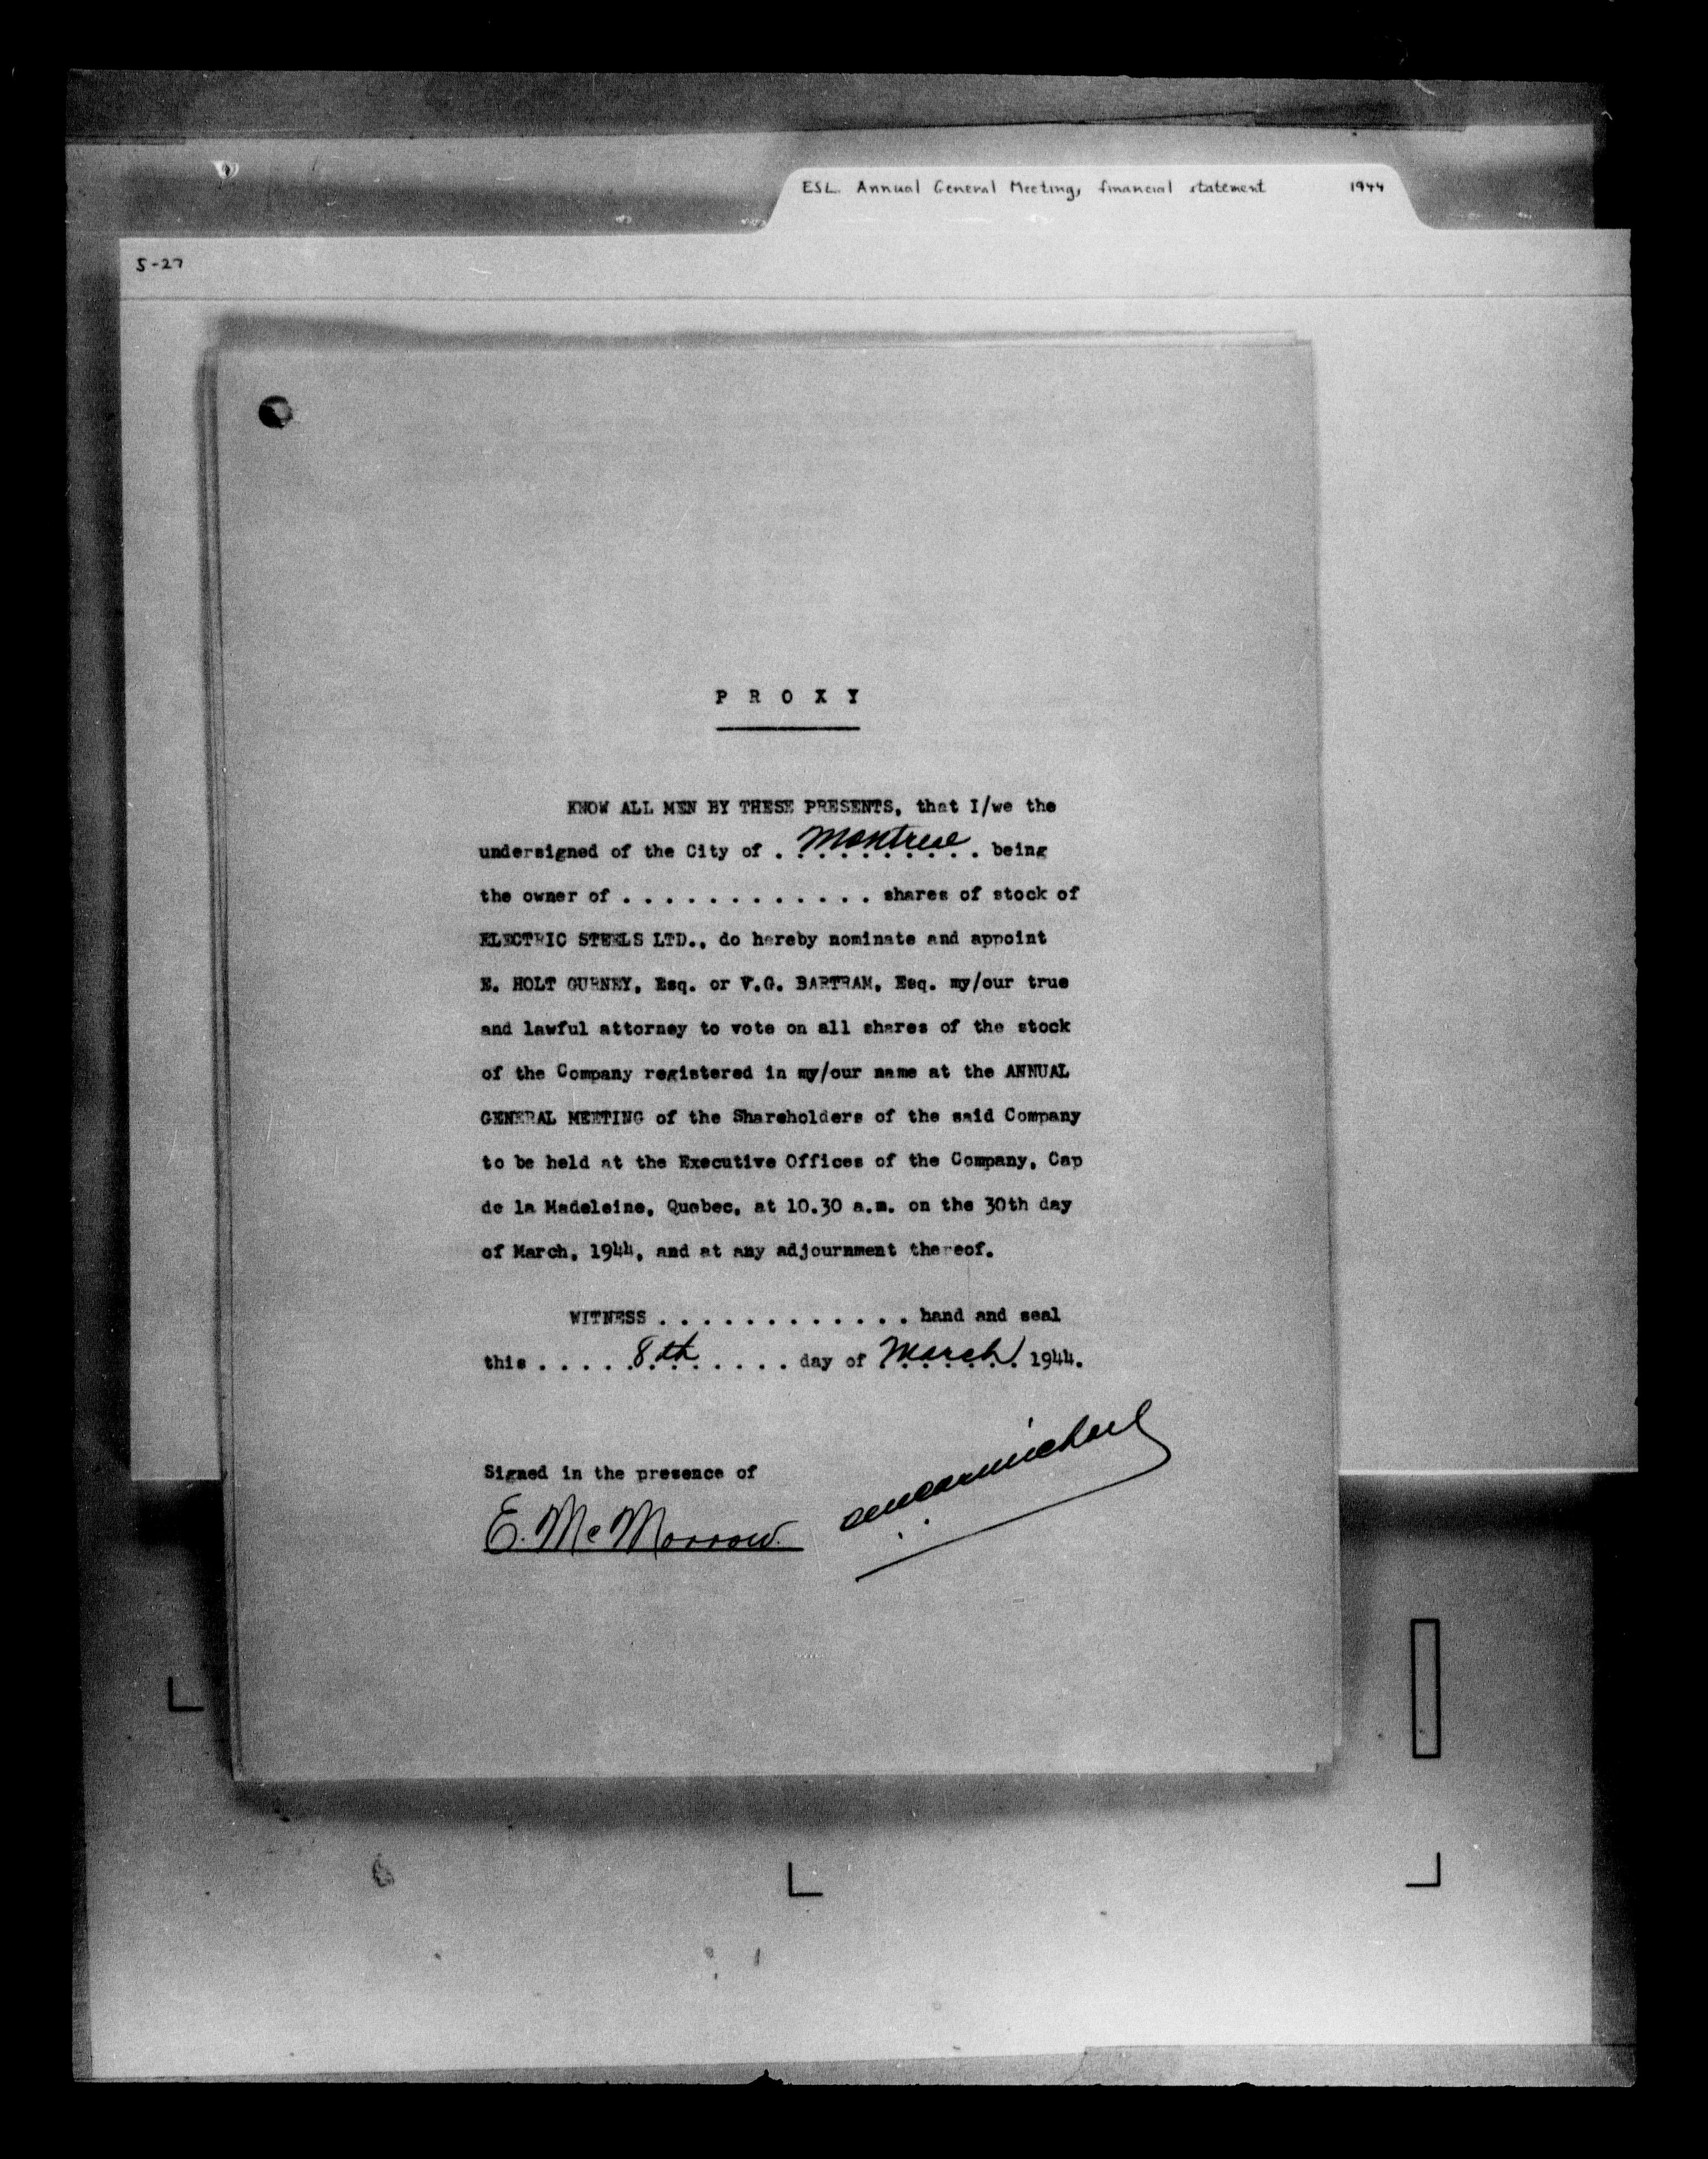 ESL Annual General Meeting, financial statement 1944
5-27
P R O X Y
KNOW ALL MEN BY THESE PRESENTS, that I/we the
undersigned of the City of . Montreal . being
the owner of . . . . . . . . . . . . shares of stock of
ELECTRIC STEELS LTD., do hereby nominate and appoint
E. HOLT GURNEY, Esq. or V.G. BARTRAM, Esq. my/our true
and lawful attorney to vote on all shares of the stock
of the Company registered in my/our name at the ANNUAL
GENERAL MEETING of the Shareholders of the said Company
to be held at the Executive Offices of the Company, Cap
de la Madeleine, Quebec, at 10.30 a.m. on the 30th day
of March, 1944, and at any adjournment thereof.
WITNESS . . . . . . . . . . . . hand and seal
this . . . . 8th . . . . day of March. 1944.
Signed in the presence of
E. McMorrow.